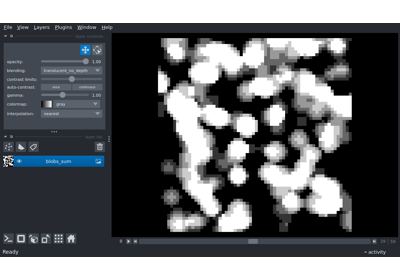 File View Layers Plugins Window Help
opacity: 1.00
blending: translucent_no_depth
contrast limits:
auto-contrast: once continuous
gamma: 1.00
colormap: gray
interpolation: nearest
blobs_sum
Ready
activity